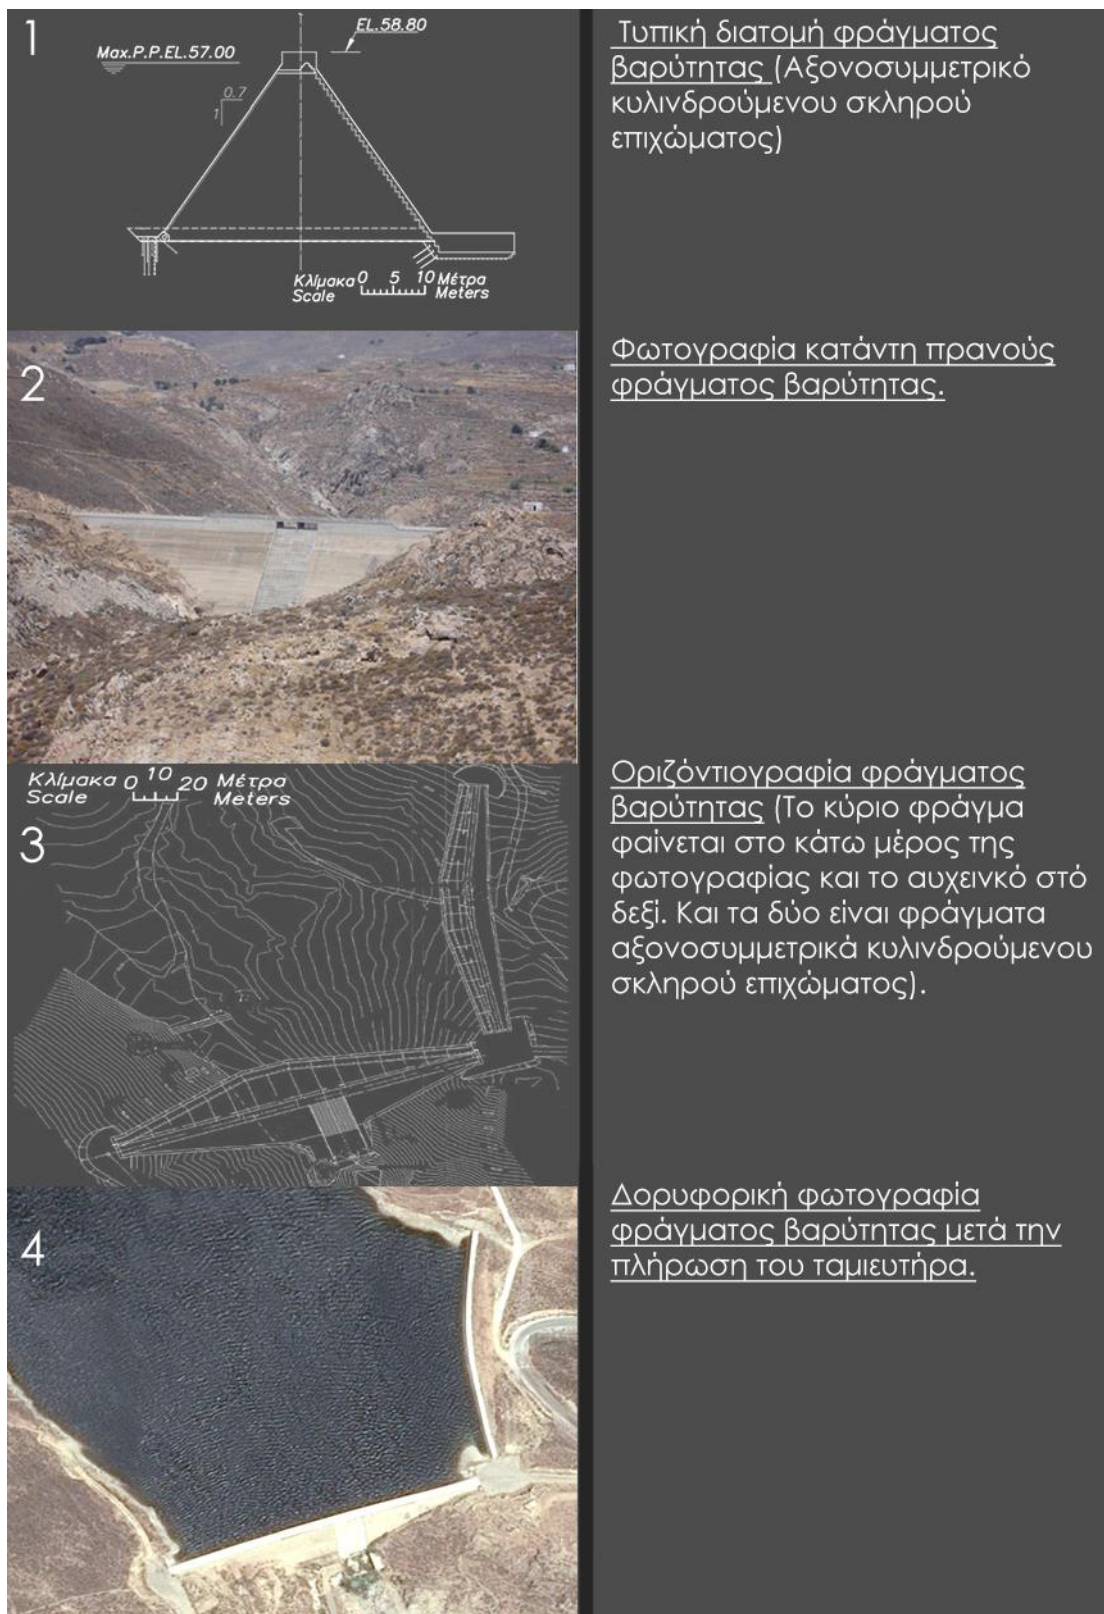 1
EL.58.80
Max.P.P.EL.57.00
0.7
1
Κλίμακα 0 5 10 Μέτρα
Scale Meters
Τυπική διατομή φράγματος
βαρύτητας (Αξονοσυμμετρικό
κυλινδρούμενου σκληρού
επιχώματος)
2
Φωτογραφία κατάντη πρανούς
φράγματος βαρύτητας.
Κλίμακα 0 10 20 Μέτρα
Scale Meters
3
Οριζόντιογραφία φράγματος
βαρύτητας (Το κύριο φράγμα
φαίνεται στο κάτω μέρος της
φωτογραφίας και το αυχεινκό στό
δεξί. Και τα δύο είναι φράγματα
αξονοσυμμετρικά κυλινδρούμενου
σκληρού επιχώματος).
4
Δορυφορική φωτογραφία
φράγματος βαρύτητας μετά την
πλήρωση του ταμιευτήρα.